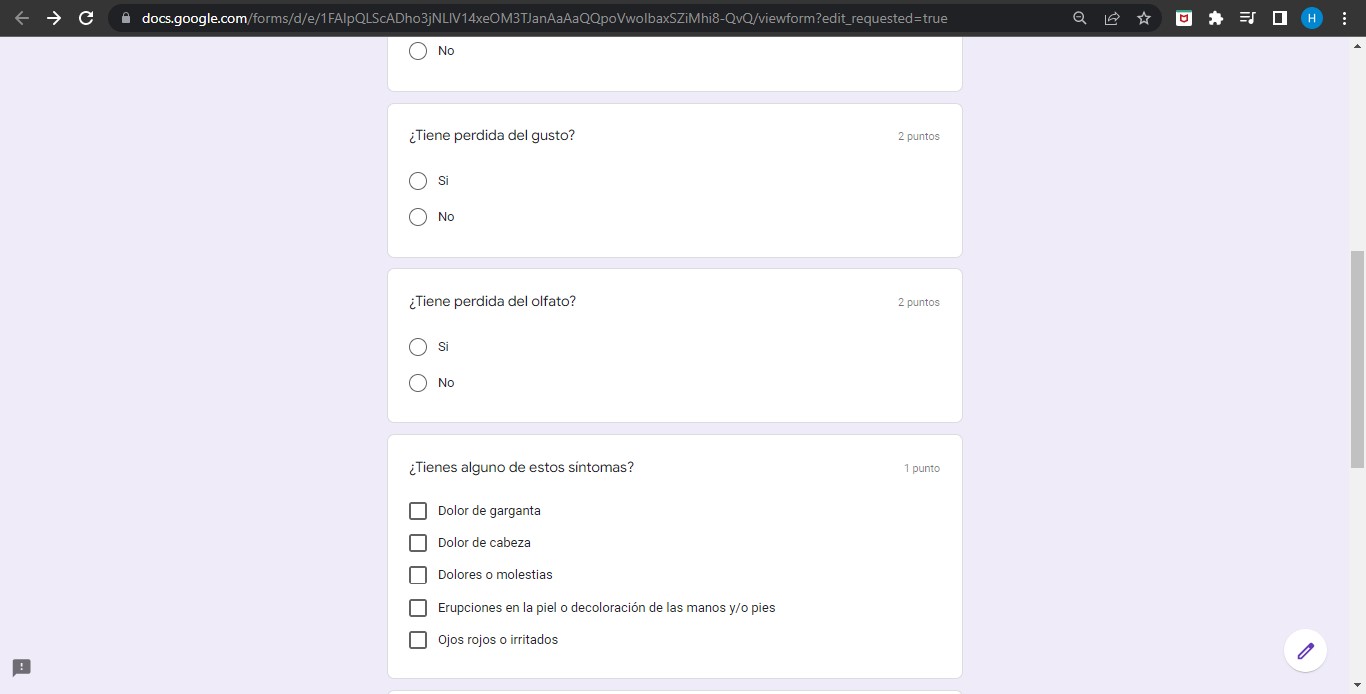 docs.google.com/forms/d/e/1FAIpQLScADho3jNLIV14xeOM3TJanAaAaQQpoVwoIbaxSZiMhi8-QvQ/viewform?edit_requested=true
H
No
¿Tiene perdida del gusto?
2 puntos
Si
No
¿Tiene perdida del olfato?
2 puntos
Si
No
¿Tienes alguno de estos síntomas?
1 punto
Dolor de garganta
Dolor de cabeza
Dolores o molestias
Erupciones en la piel o decoloración de las manos y/o pies
Ojos rojos o irritados